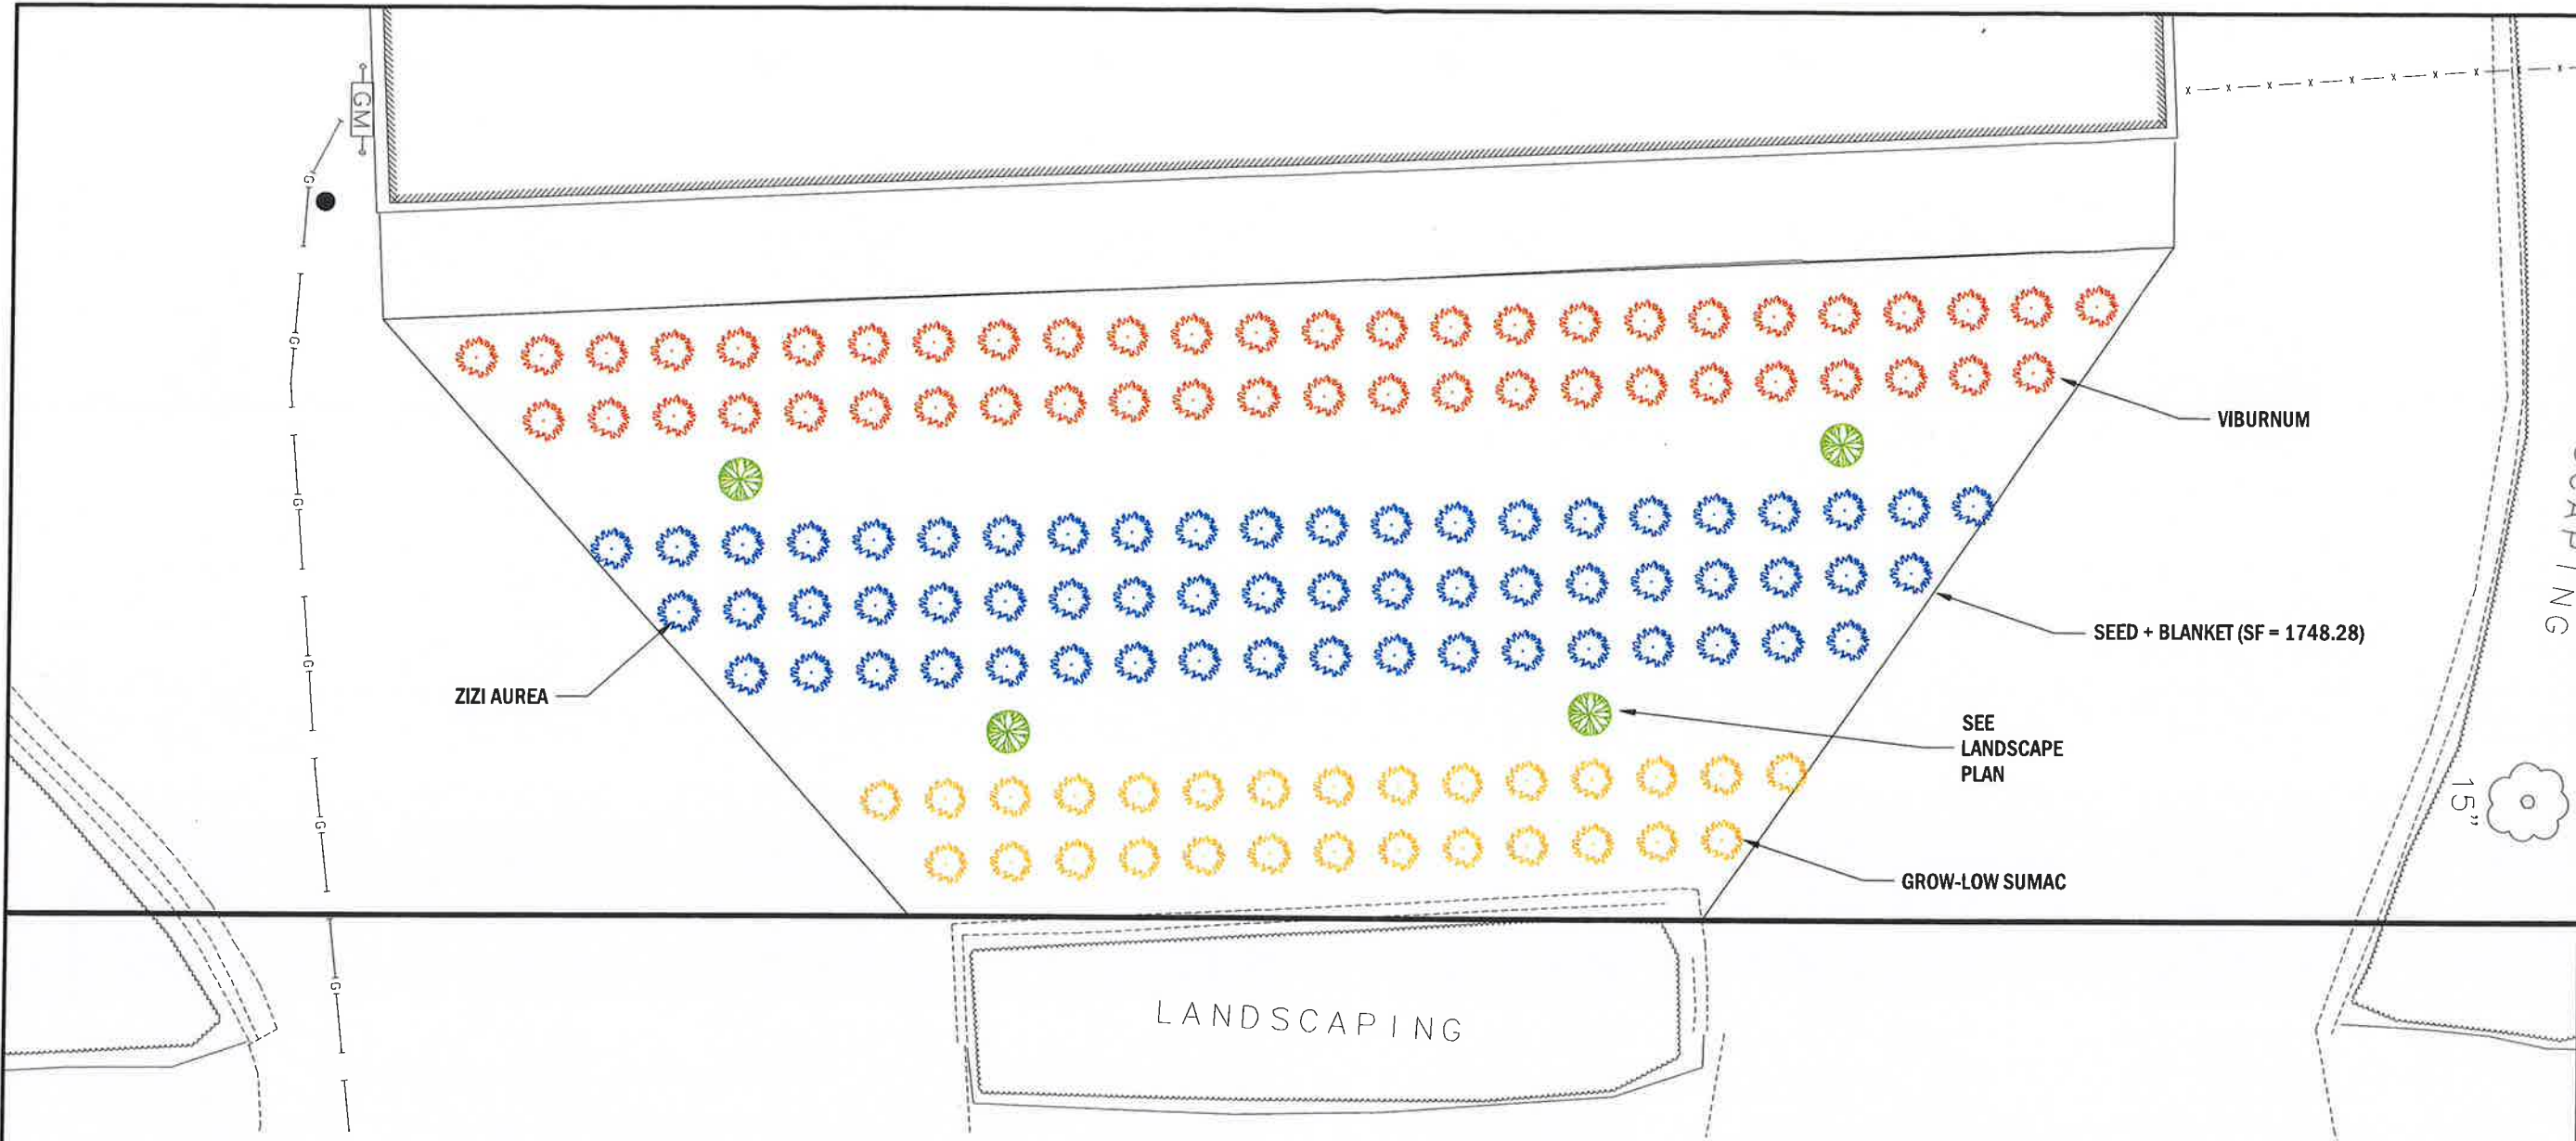 GM
G
G
VIBURNUM
G
SEED + BLANKET (SF = 1748.28)
G
ZIZI AUREA
SEE
LANDSCAPE
PLAN
15"
G
GROW-LOW SUMAC
G
LANDSCAPING